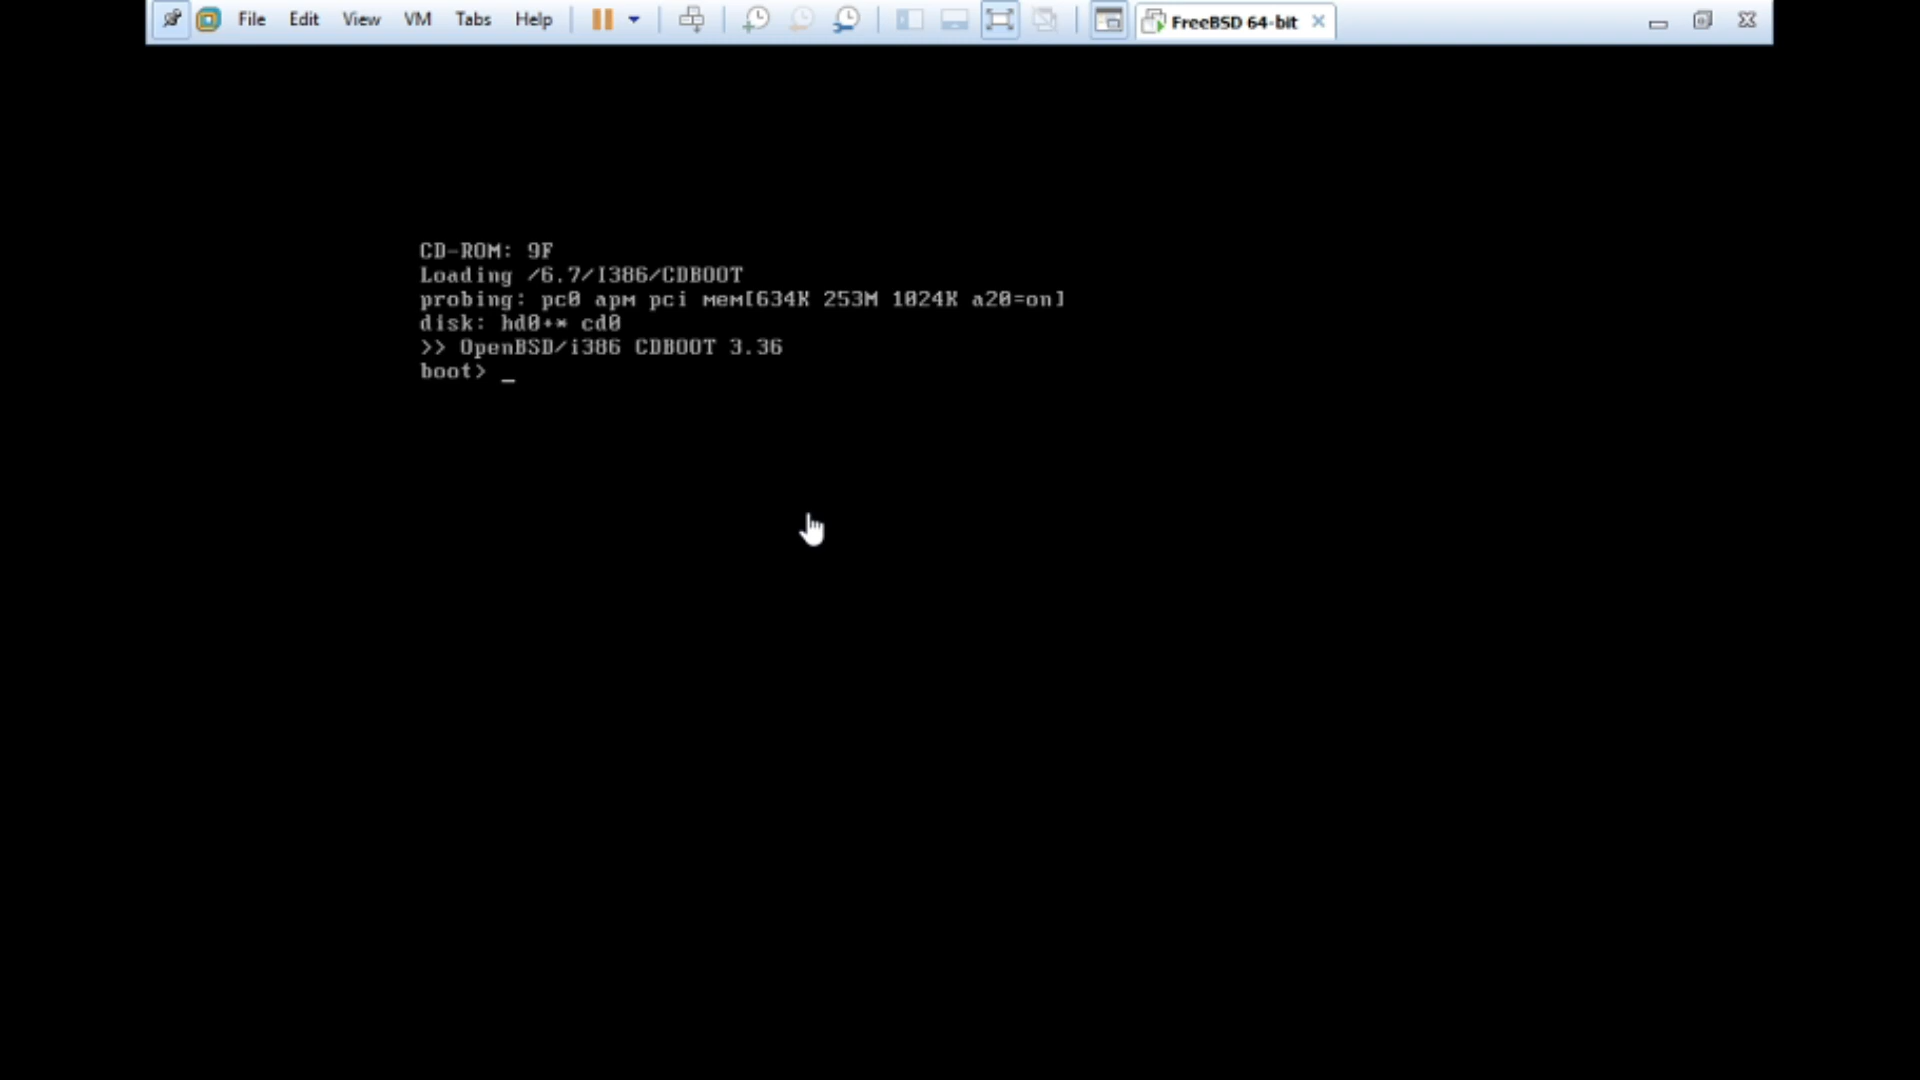 File Edit View VM Tabs Help FreeBSD 64-bit
CD-ROM: 9F
Loading /6.7/I386/CDBOOT
probing: pc0 apm pci mem[634K 253M 1024K a20=on]
disk: hd0+* cd0
>> OpenBSD/i386 CDBOOT 3.36
boot> _